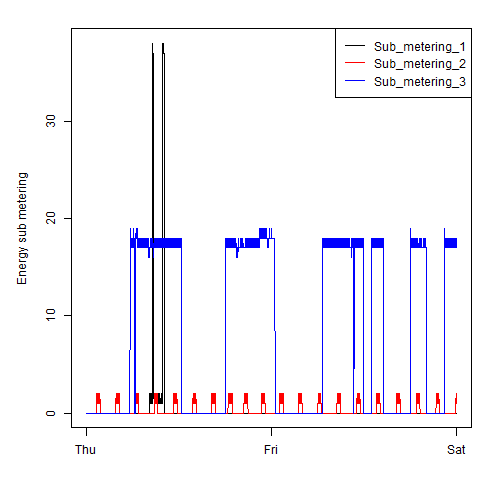 Sub_metering_1
Sub_metering_2
Sub_metering_3
Energy sub metering
30
20
10
0
Thu Fri Sat